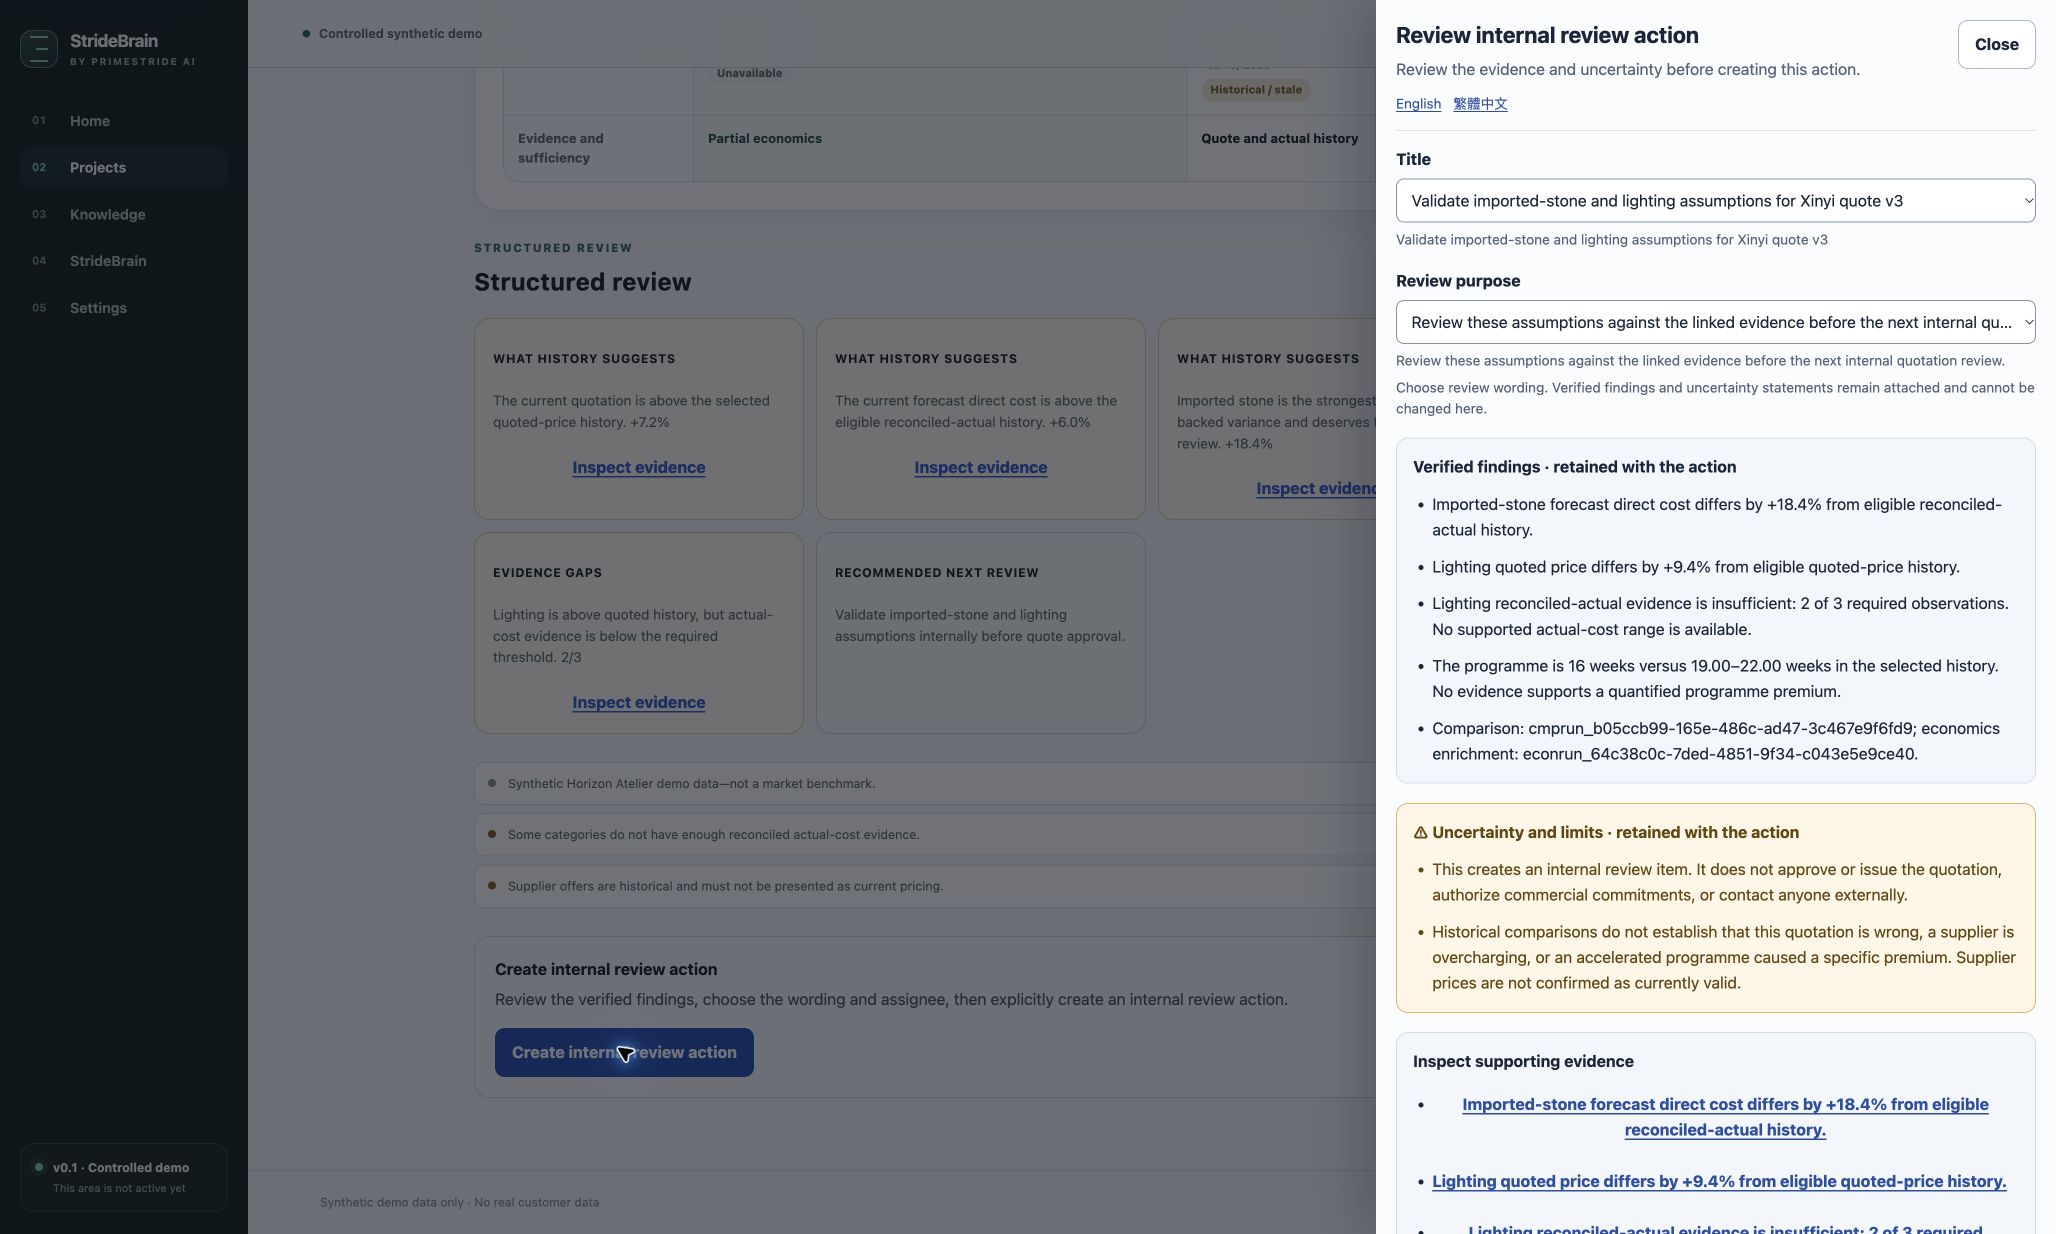 StrideBrain
BY PRIMESTRIDE AI
01 Home
02 Projects
03 Knowledge
04 StrideBrain
05 Settings
v0.1 · Controlled demo
This area is not active yet
Controlled synthetic demo
Unavailable
Historical / stale
Evidence and
sufficiency
Partial economics
Quote and actual history
STRUCTURED REVIEW
Structured review
WHAT HISTORY SUGGESTS
The current quotation is above the selected
quoted-price history. +7.2%
Inspect evidence
WHAT HISTORY SUGGESTS
The current forecast direct cost is above the
eligible reconciled-actual history. +6.0%
Inspect evidence
WHAT HISTORY SUGGESTS
Imported stone is the strongest
backed variance and deserves
review. +18.4%
Inspect
EVIDENCE GAPS
Lighting is above quoted history, but actual-
cost evidence is below the required
threshold. 2/3
Inspect evidence
RECOMMENDED NEXT REVIEW
Validate imported-stone and lighting
assumptions internally before quote approval.
Synthetic Horizon Atelier demo data—not a market benchmark.
Some categories do not have enough reconciled actual-cost evidence.
Supplier offers are historical and must not be presented as current pricing.
Create internal review action
Review the verified findings, choose the wording and assignee, then explicitly create an internal review action.
Create internal review action
Synthetic demo data only · No real customer data
Review internal review action
Close
Review the evidence and uncertainty before creating this action.
English 繁體中文
Title
Validate imported-stone and lighting assumptions for Xinyi quote v3
Validate imported-stone and lighting assumptions for Xinyi quote v3
Review purpose
Review these assumptions against the linked evidence before the next internal qu...
Review these assumptions against the linked evidence before the next internal quotation review.
Choose review wording. Verified findings and uncertainty statements remain attached and cannot be
changed here.
Verified findings · retained with the action
• Imported-stone forecast direct cost differs by +18.4% from eligible reconciled-
actual history.
• Lighting quoted price differs by +9.4% from eligible quoted-price history.
• Lighting reconciled-actual evidence is insufficient: 2 of 3 required observations.
No supported actual-cost range is available.
• The programme is 16 weeks versus 19.00–22.00 weeks in the selected history.
No evidence supports a quantified programme premium.
• Comparison: cmprun_b05ccb99-165e-486c-ad47-3c467e9f6fd9; economics
enrichment: econrun_64c38c0c-7ded-4851-9f34-c043e5e9ce40.
⚠ Uncertainty and limits · retained with the action
• This creates an internal review item. It does not approve or issue the quotation,
authorize commercial commitments, or contact anyone externally.
• Historical comparisons do not establish that this quotation is wrong, a supplier is
overcharging, or an accelerated programme caused a specific premium. Supplier
prices are not confirmed as currently valid.
Inspect supporting evidence
• Imported-stone forecast direct cost differs by +18.4% from eligible
reconciled-actual history.
• Lighting quoted price differs by +9.4% from eligible quoted-price history.
• Lighting reconciled-actual evidence is insufficient: 2 of 3 required